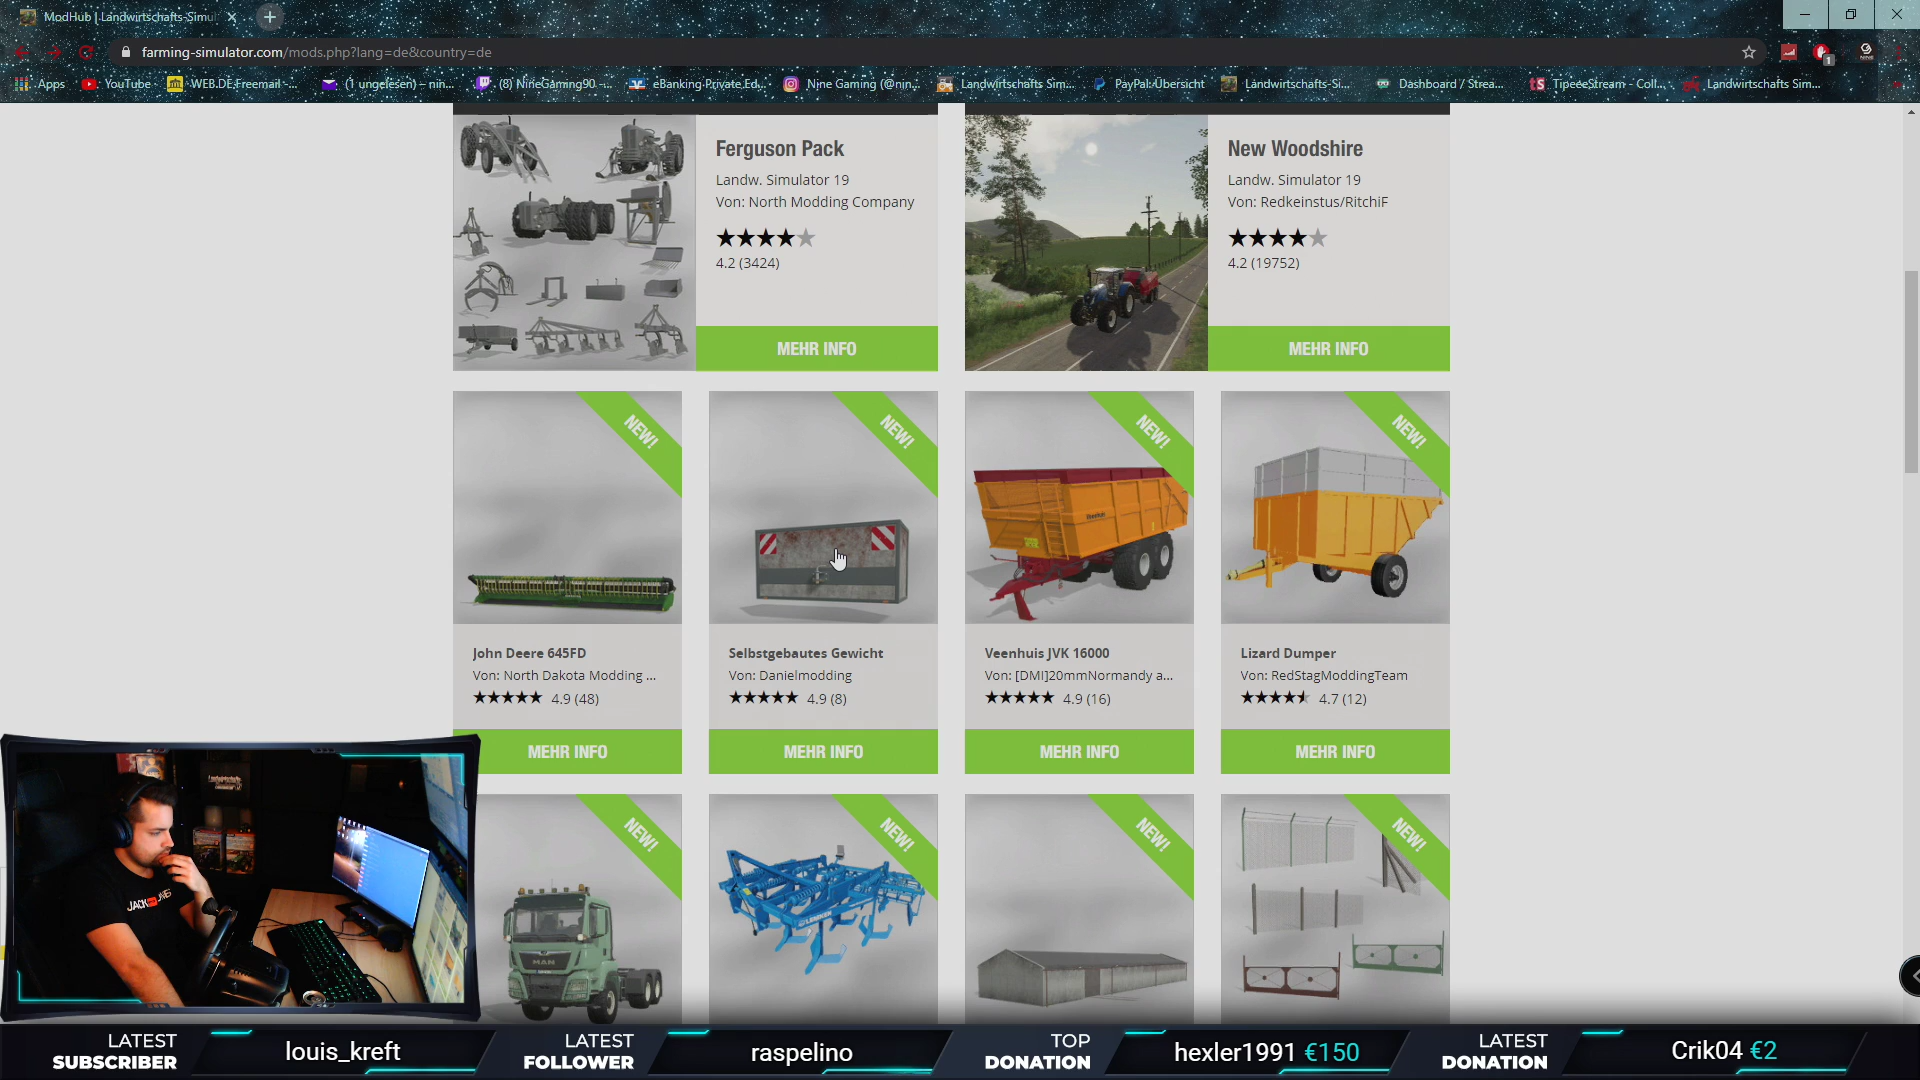 ModHub | Landwirtschafts-Simul
farming-simulator.com/mods.php?lang=de&country=de
Apps
YouTube
WEB.DE Freemail -...
(1 ungelesen) – nin...
(8) NineGaming90 -...
eBanking Private Ed...
Nine Gaming (@nin...
Landwirtschafts Sim...
PayPal: Übersicht
Landwirtschafts-Si...
Dashboard / Strea...
TipeeeStream - Coll...
Landwirtschafts Sim...
Ferguson Pack
Landw. Simulator 19
Von: North Modding Company
4.2 (3424)
MEHR INFO
New Woodshire
Landw. Simulator 19
Von: Redkeinstus/RitchiF
4.2 (19752)
MEHR INFO
NEW!
NEW!
NEW!
NEW!
John Deere 645FD
Von: North Dakota Modding ...
4.9 (48)
MEHR INFO
Selbstgebautes Gewicht
Von: Danielmodding
4.9 (8)
MEHR INFO
Veenhuis JVK 16000
Von: [DMI]20mmNormandy a...
4.9 (16)
MEHR INFO
Lizard Dumper
Von: RedStagModdingTeam
4.7 (12)
MEHR INFO
NEW!
NEW!
NEW!
NEW!
MAN
LEMKEN
JACK JONES
LATEST
SUBSCRIBER
louis_kreft
LATEST
FOLLOWER
raspelino
TOP
DONATION
hexler1991 €150
LATEST
DONATION
Crik04 €2